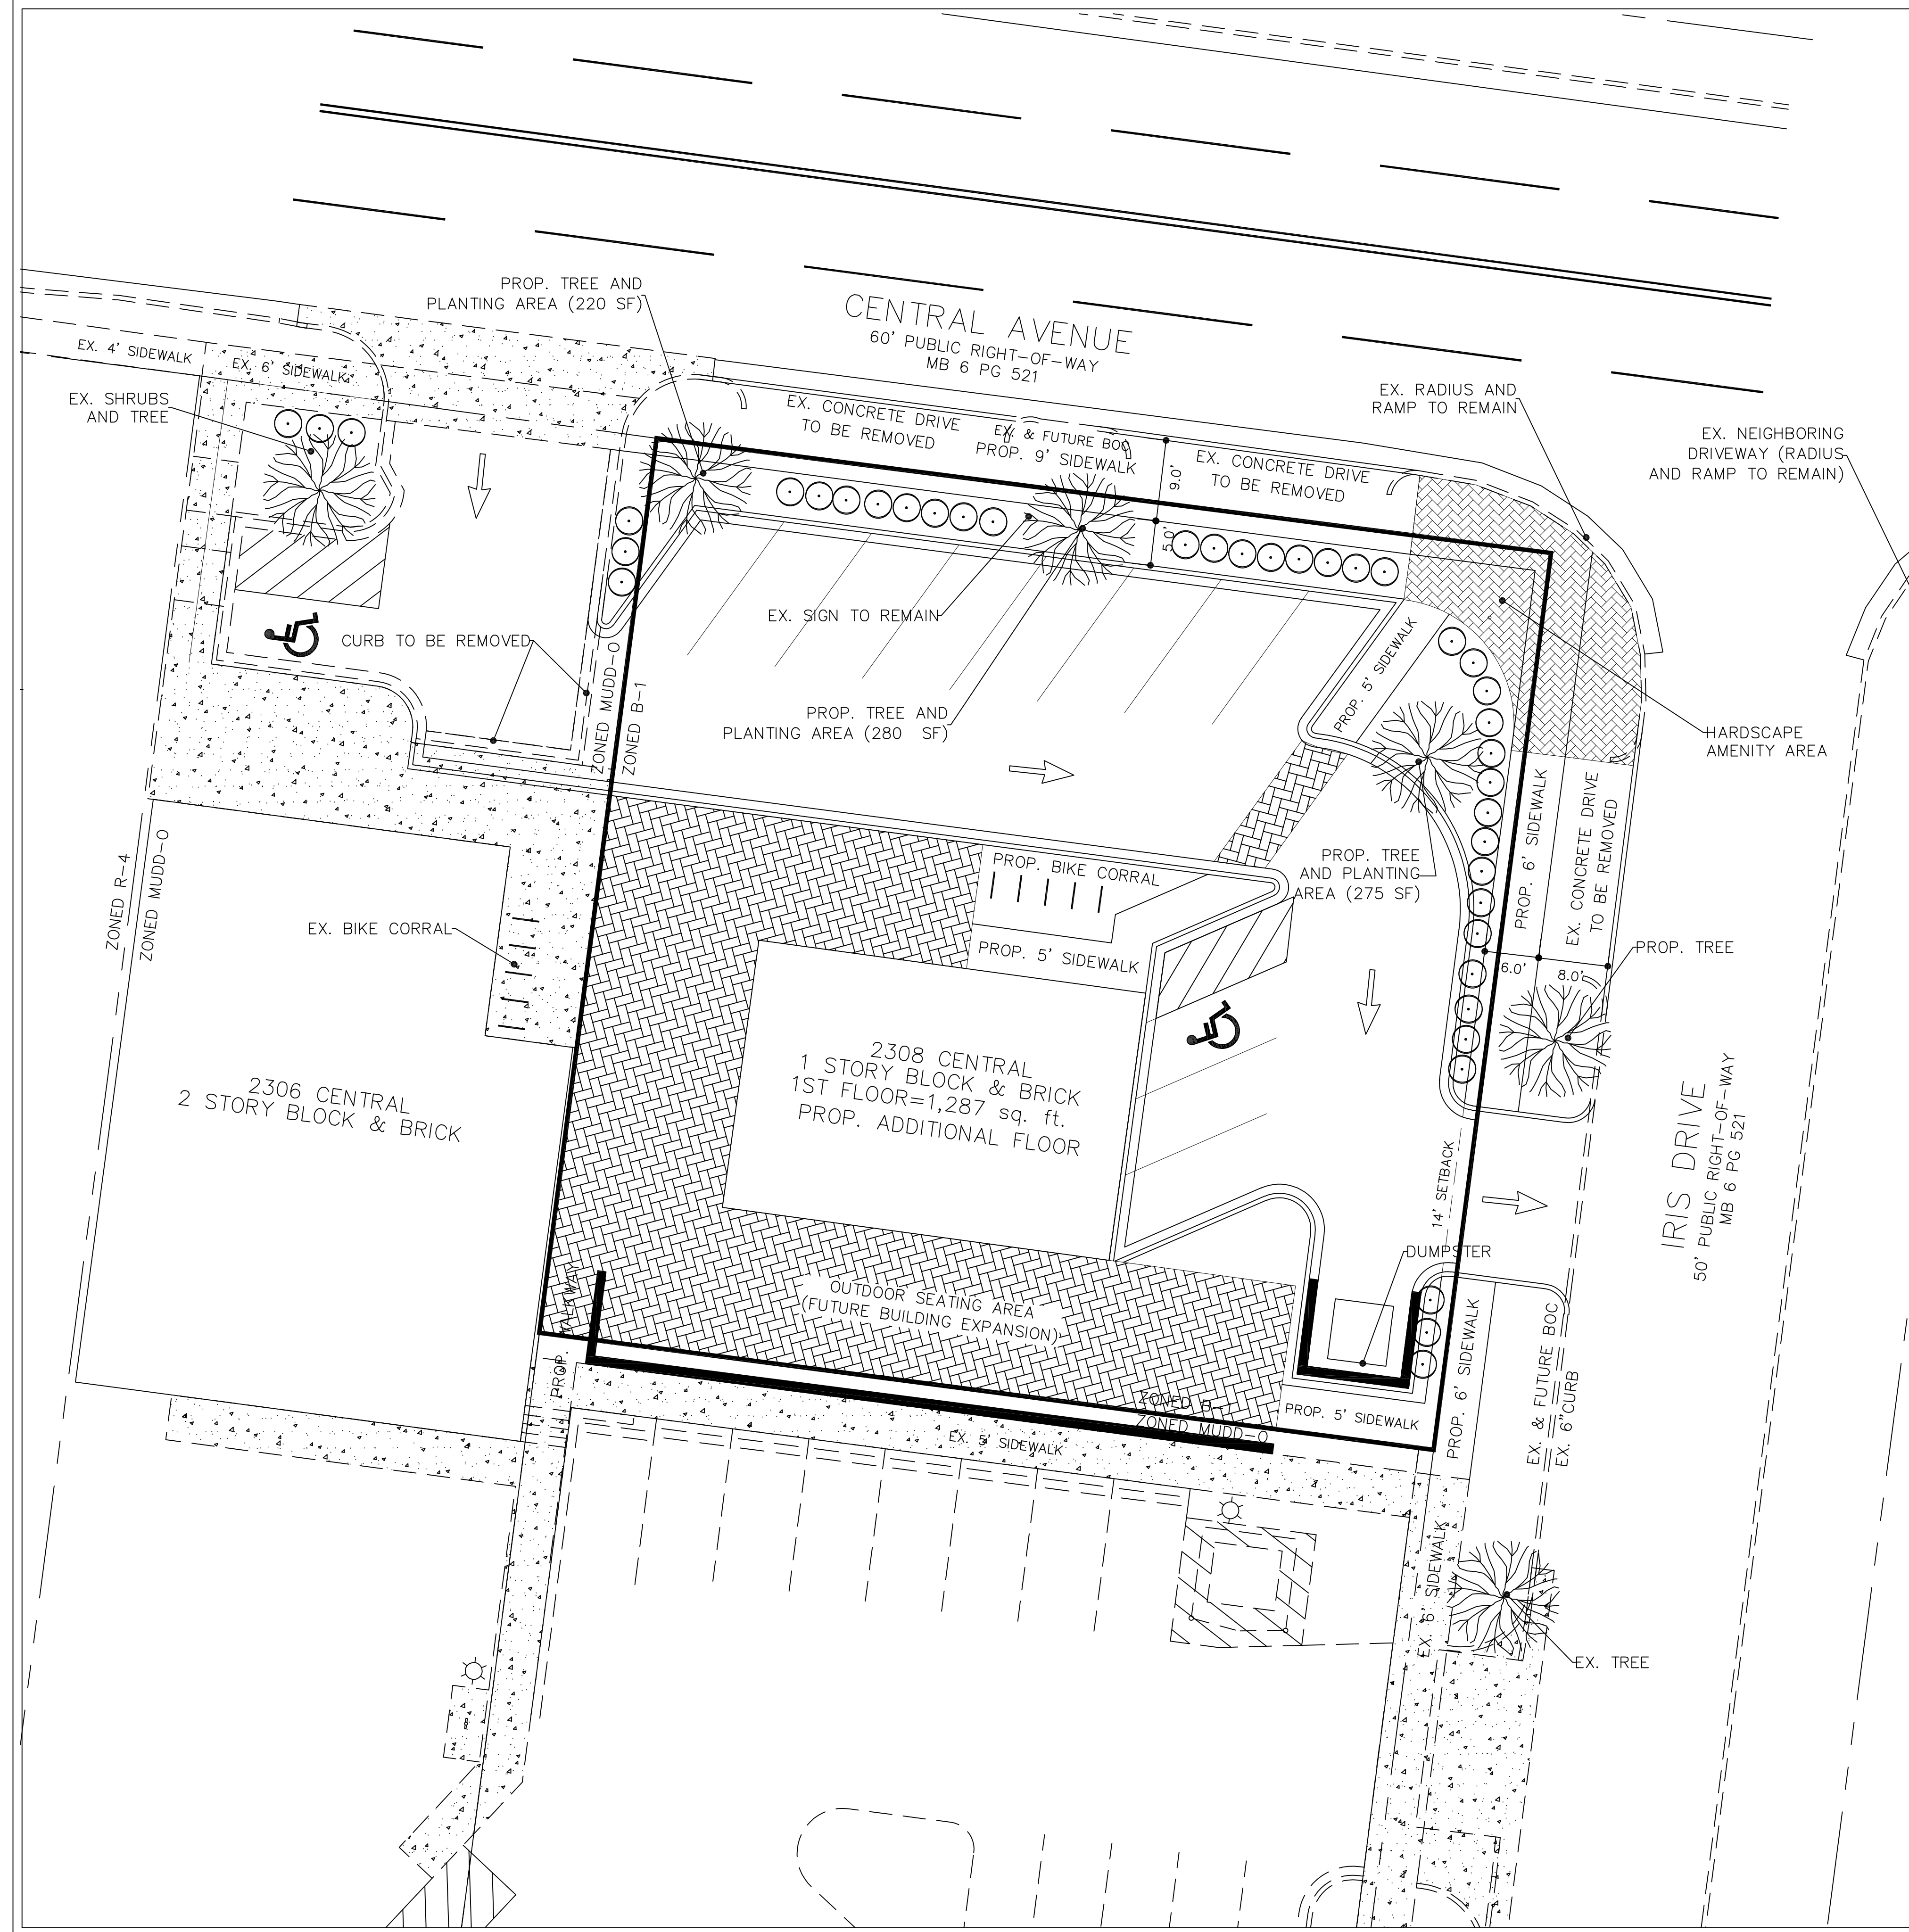 PROP. TREE AND
PLANTING AREA (220 SF)
CENTRAL AVENUE
60' PUBLIC RIGHT-OF-WAY
MB 6 PG 521
EX. 4' SIDEWALK
EX. 6' SIDEWALK
EX. SHRUBS
AND TREE
EX. RADIUS AND
RAMP TO REMAIN
EX. NEIGHBORING
DRIVEWAY (RADIUS
AND RAMP TO REMAIN)
EX. CONCRETE DRIVE
TO BE REMOVED
EX. & FUTURE BOC
PROP. 9' SIDEWALK
9.0'
EX. CONCRETE DRIVE
TO BE REMOVED
5.0'
EX. SIGN TO REMAIN
CURB TO BE REMOVED
ZONED MUDD-O
ZONED B-1
PROP. TREE AND
PLANTING AREA (280 SF)
PROP. 5' SIDEWALK
HARDSCAPE
AMENITY AREA
PROP. 6' SIDEWALK
EX. CONCRETE DRIVE
TO BE REMOVED
PROP. TREE
AND PLANTING
AREA (275 SF)
ZONED R-4
ZONED MUDD-O
EX. BIKE CORRAL
PROP. BIKE CORRAL
PROP. 5' SIDEWALK
6.0'
8.0'
PROP. TREE
2306 CENTRAL
2 STORY BLOCK & BRICK
2308 CENTRAL
1 STORY BLOCK & BRICK
1ST FLOOR=1,287 sq. ft.
PROP. ADDITIONAL FLOOR
IRIS DRIVE
50' PUBLIC RIGHT-OF-WAY
MB 6 PG 521
14' SETBACK
DUMPSTER
PROP. WALKWAY
OUTDOOR SEATING AREA
(FUTURE BUILDING EXPANSION)
ZONED B-
ZONED MUDD-O
PROP. 5' SIDEWALK
PROP. 6' SIDEWALK
EX. & FUTURE BOC
EX. 6"CURB
EX. 5' SIDEWALK
EX. 6' SIDEWALK
EX. TREE